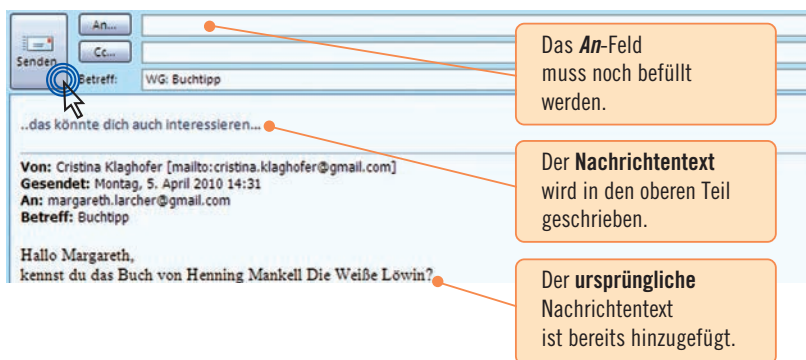 An...
Cc...
Senden
Betreff:
WG: Buchtipp
..das könnte dich auch interessieren...
Von: Cristina Klaghofer [mailto:cristina.klaghofer@gmail.com]
Gesendet: Montag, 5. April 2010 14:31
An: margareth.larcher@gmail.com
Betreff: Buchtipp
Hallo Margareth,
kennst du das Buch von Henning Mankell Die Weiße Löwin?
Das An-Feld
muss noch befüllt
werden.
Der Nachrichtentext
wird in den oberen Teil
geschrieben.
Der ursprüngliche
Nachrichtentext
ist bereits hinzugefügt.